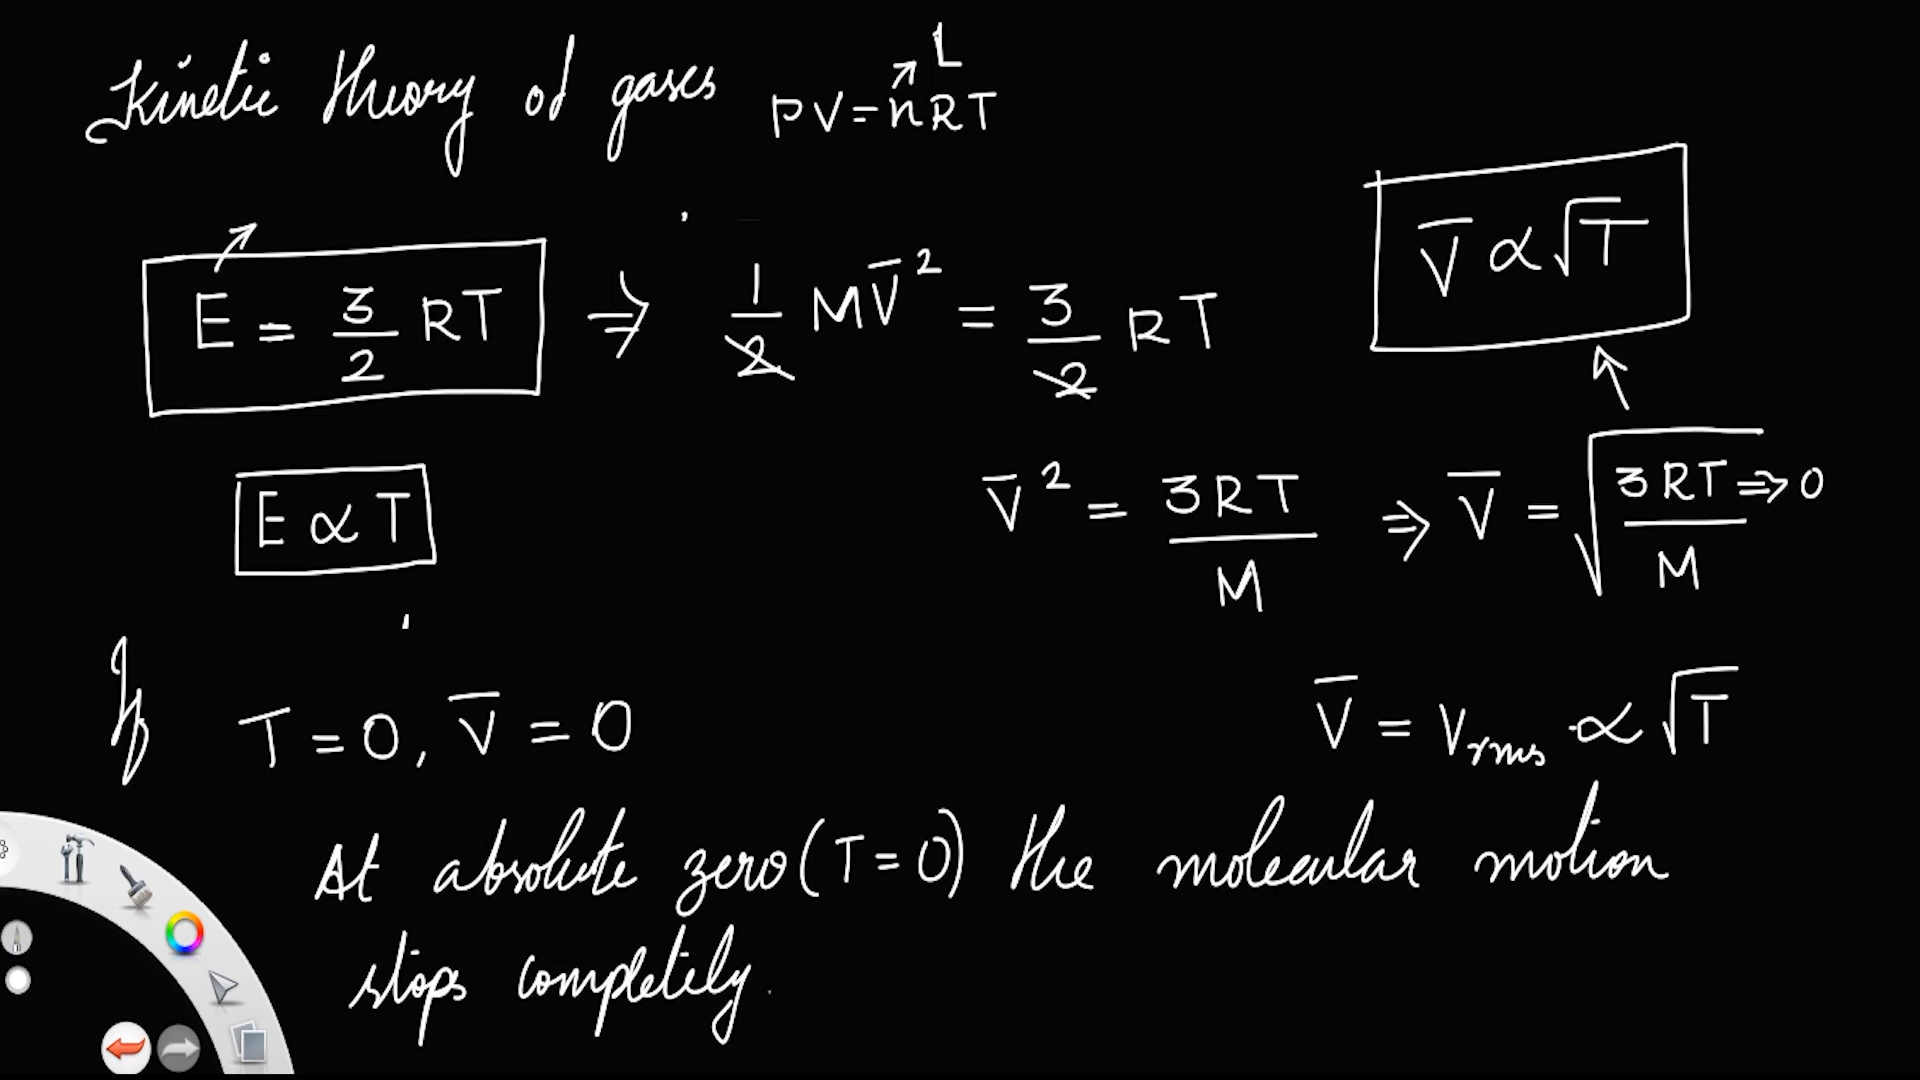 Kinetic theory of gases PV = nRT
L
E = 3/2 RT ⇒ 1/2 MV̄² = 3/2 RT
V̄ ∝ √T
E ∝ T
V̄² = 3RT/M ⇒ V̄ = √(3RT/M) ⇒ 0
If T = 0, V̄ = 0
V̄ = Vrms ∝ √T
At absolute zero (T = 0) the molecular motion
stops completely.